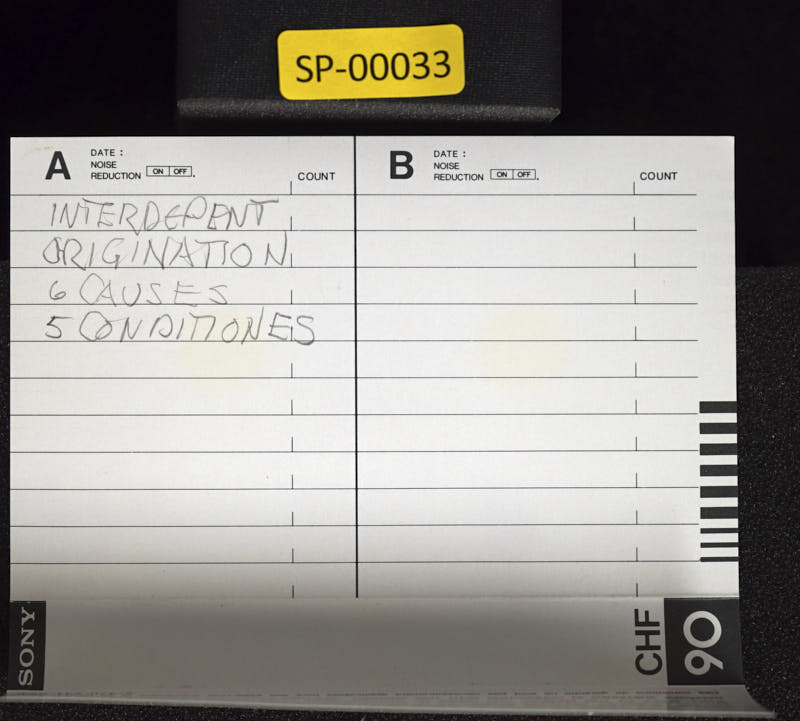 SP-00033
A DATE :
NOISE
REDUCTION ON OFF .
COUNT
B DATE :
NOISE
REDUCTION ON OFF .
COUNT
INTERDEPENT
ORIGINATION
6 CAUSES
5 CONDITIONES
SONY
CHF
90